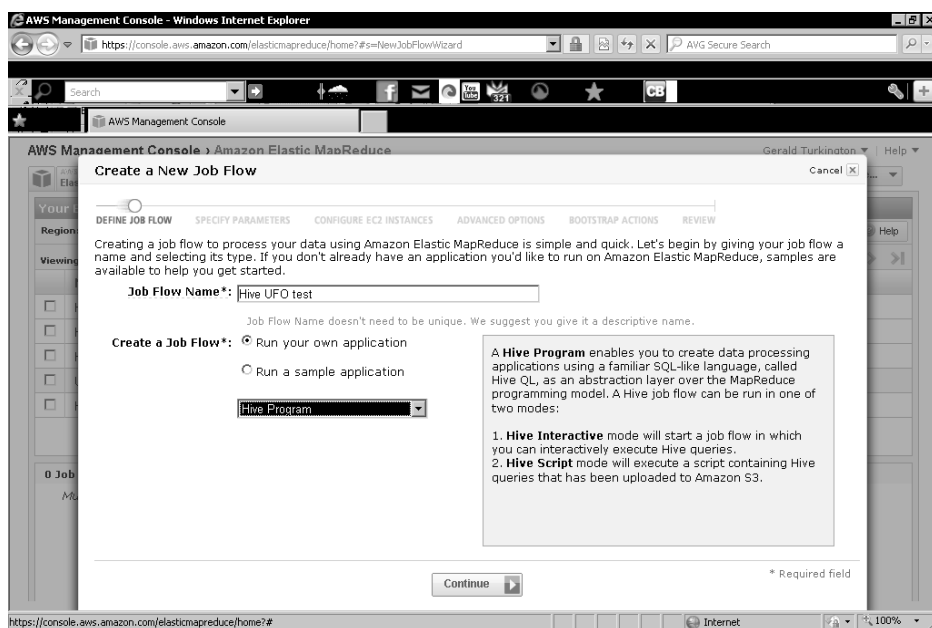 AWS Management Console - Windows Internet Explorer
https://console.aws.amazon.com/elasticmapreduce/home?#s=NewJobFlowWizard
AVG Secure Search
Search
You Tube
321
CB
AWS Management Console
AWS Management Console › Amazon Elastic MapReduce
Gerald Turkington
Help
Create a New Job Flow
Cancel
Elas
Your E
Region:
Help
Viewing
DEFINE JOB FLOW
SPECIFY PARAMETERS
CONFIGURE EC2 INSTANCES
ADVANCED OPTIONS
BOOTSTRAP ACTIONS
REVIEW
Creating a job flow to process your data using Amazon Elastic MapReduce is simple and quick. Let's begin by giving your job flow a
name and selecting its type. If you don't already have an application you'd like to run on Amazon Elastic MapReduce, samples are
available to help you get started.
Job Flow Name*: Hive UFO test
Job Flow Name doesn't need to be unique. We suggest you give it a descriptive name.
Create a Job Flow*: Run your own application
Run a sample application
Hive Program
A Hive Program enables you to create data processing
applications using a familiar SQL-like language, called
Hive QL, as an abstraction layer over the MapReduce
programming model. A Hive job flow can be run in one of
two modes:
1. Hive Interactive mode will start a job flow in which
you can interactively execute Hive queries.
2. Hive Script mode will execute a script containing Hive
queries that has been uploaded to Amazon S3.
0 Job
Continue
* Required field
https://console.aws.amazon.com/elasticmapreduce/home?#
Internet
100%